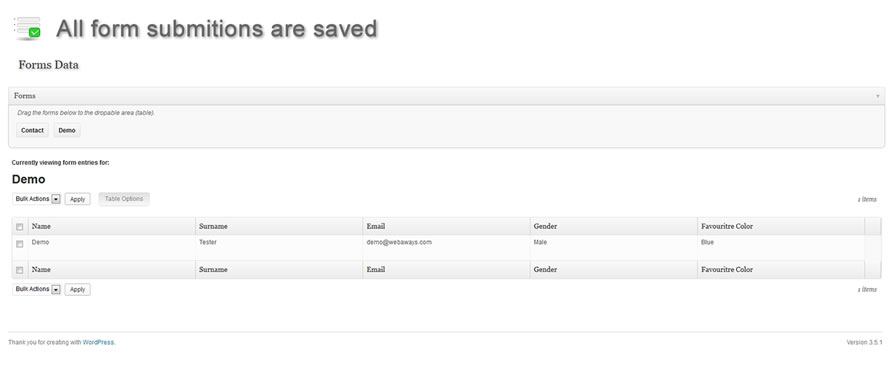 All form submitions are saved
Forms Data
Forms
Drag the forms below to the dropable area (table).
Contact Demo
Currently viewing form entries for:
Demo
Bulk Actions Apply Table Options 1 items
Name Surname Email Gender Favouritre Color
Demo Tester demo@webaways.com Male Blue
Name Surname Email Gender Favouritre Color
Bulk Actions Apply 1 items
Thank you for creating with WordPress. Version 3.5.1